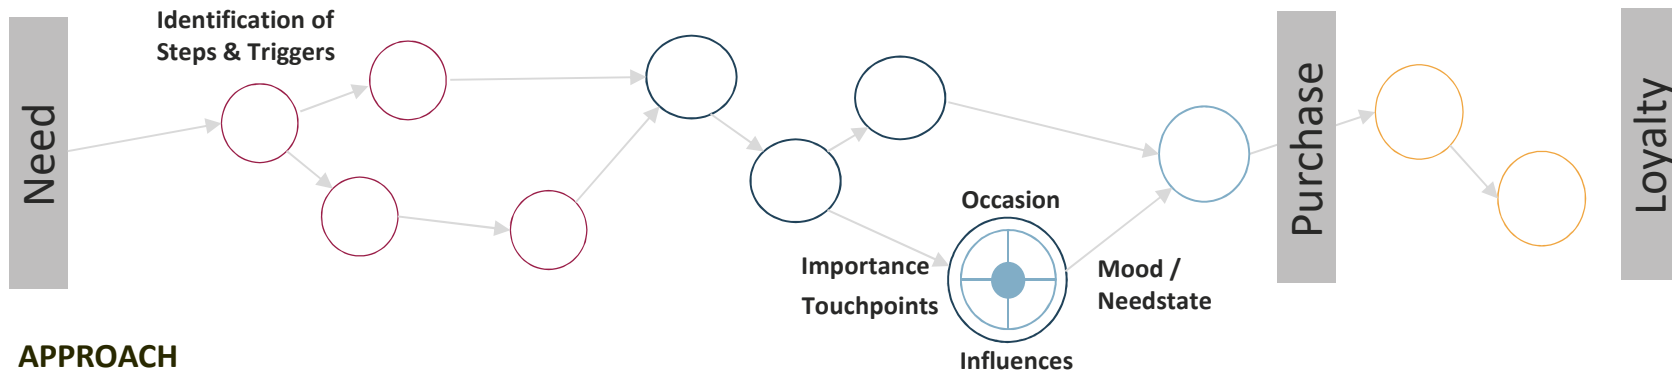 Need
Identification of
Steps & Triggers
Occasion
Importance
Touchpoints
Mood /
Needstate
Influences
Purchase
Loyalty
APPROACH